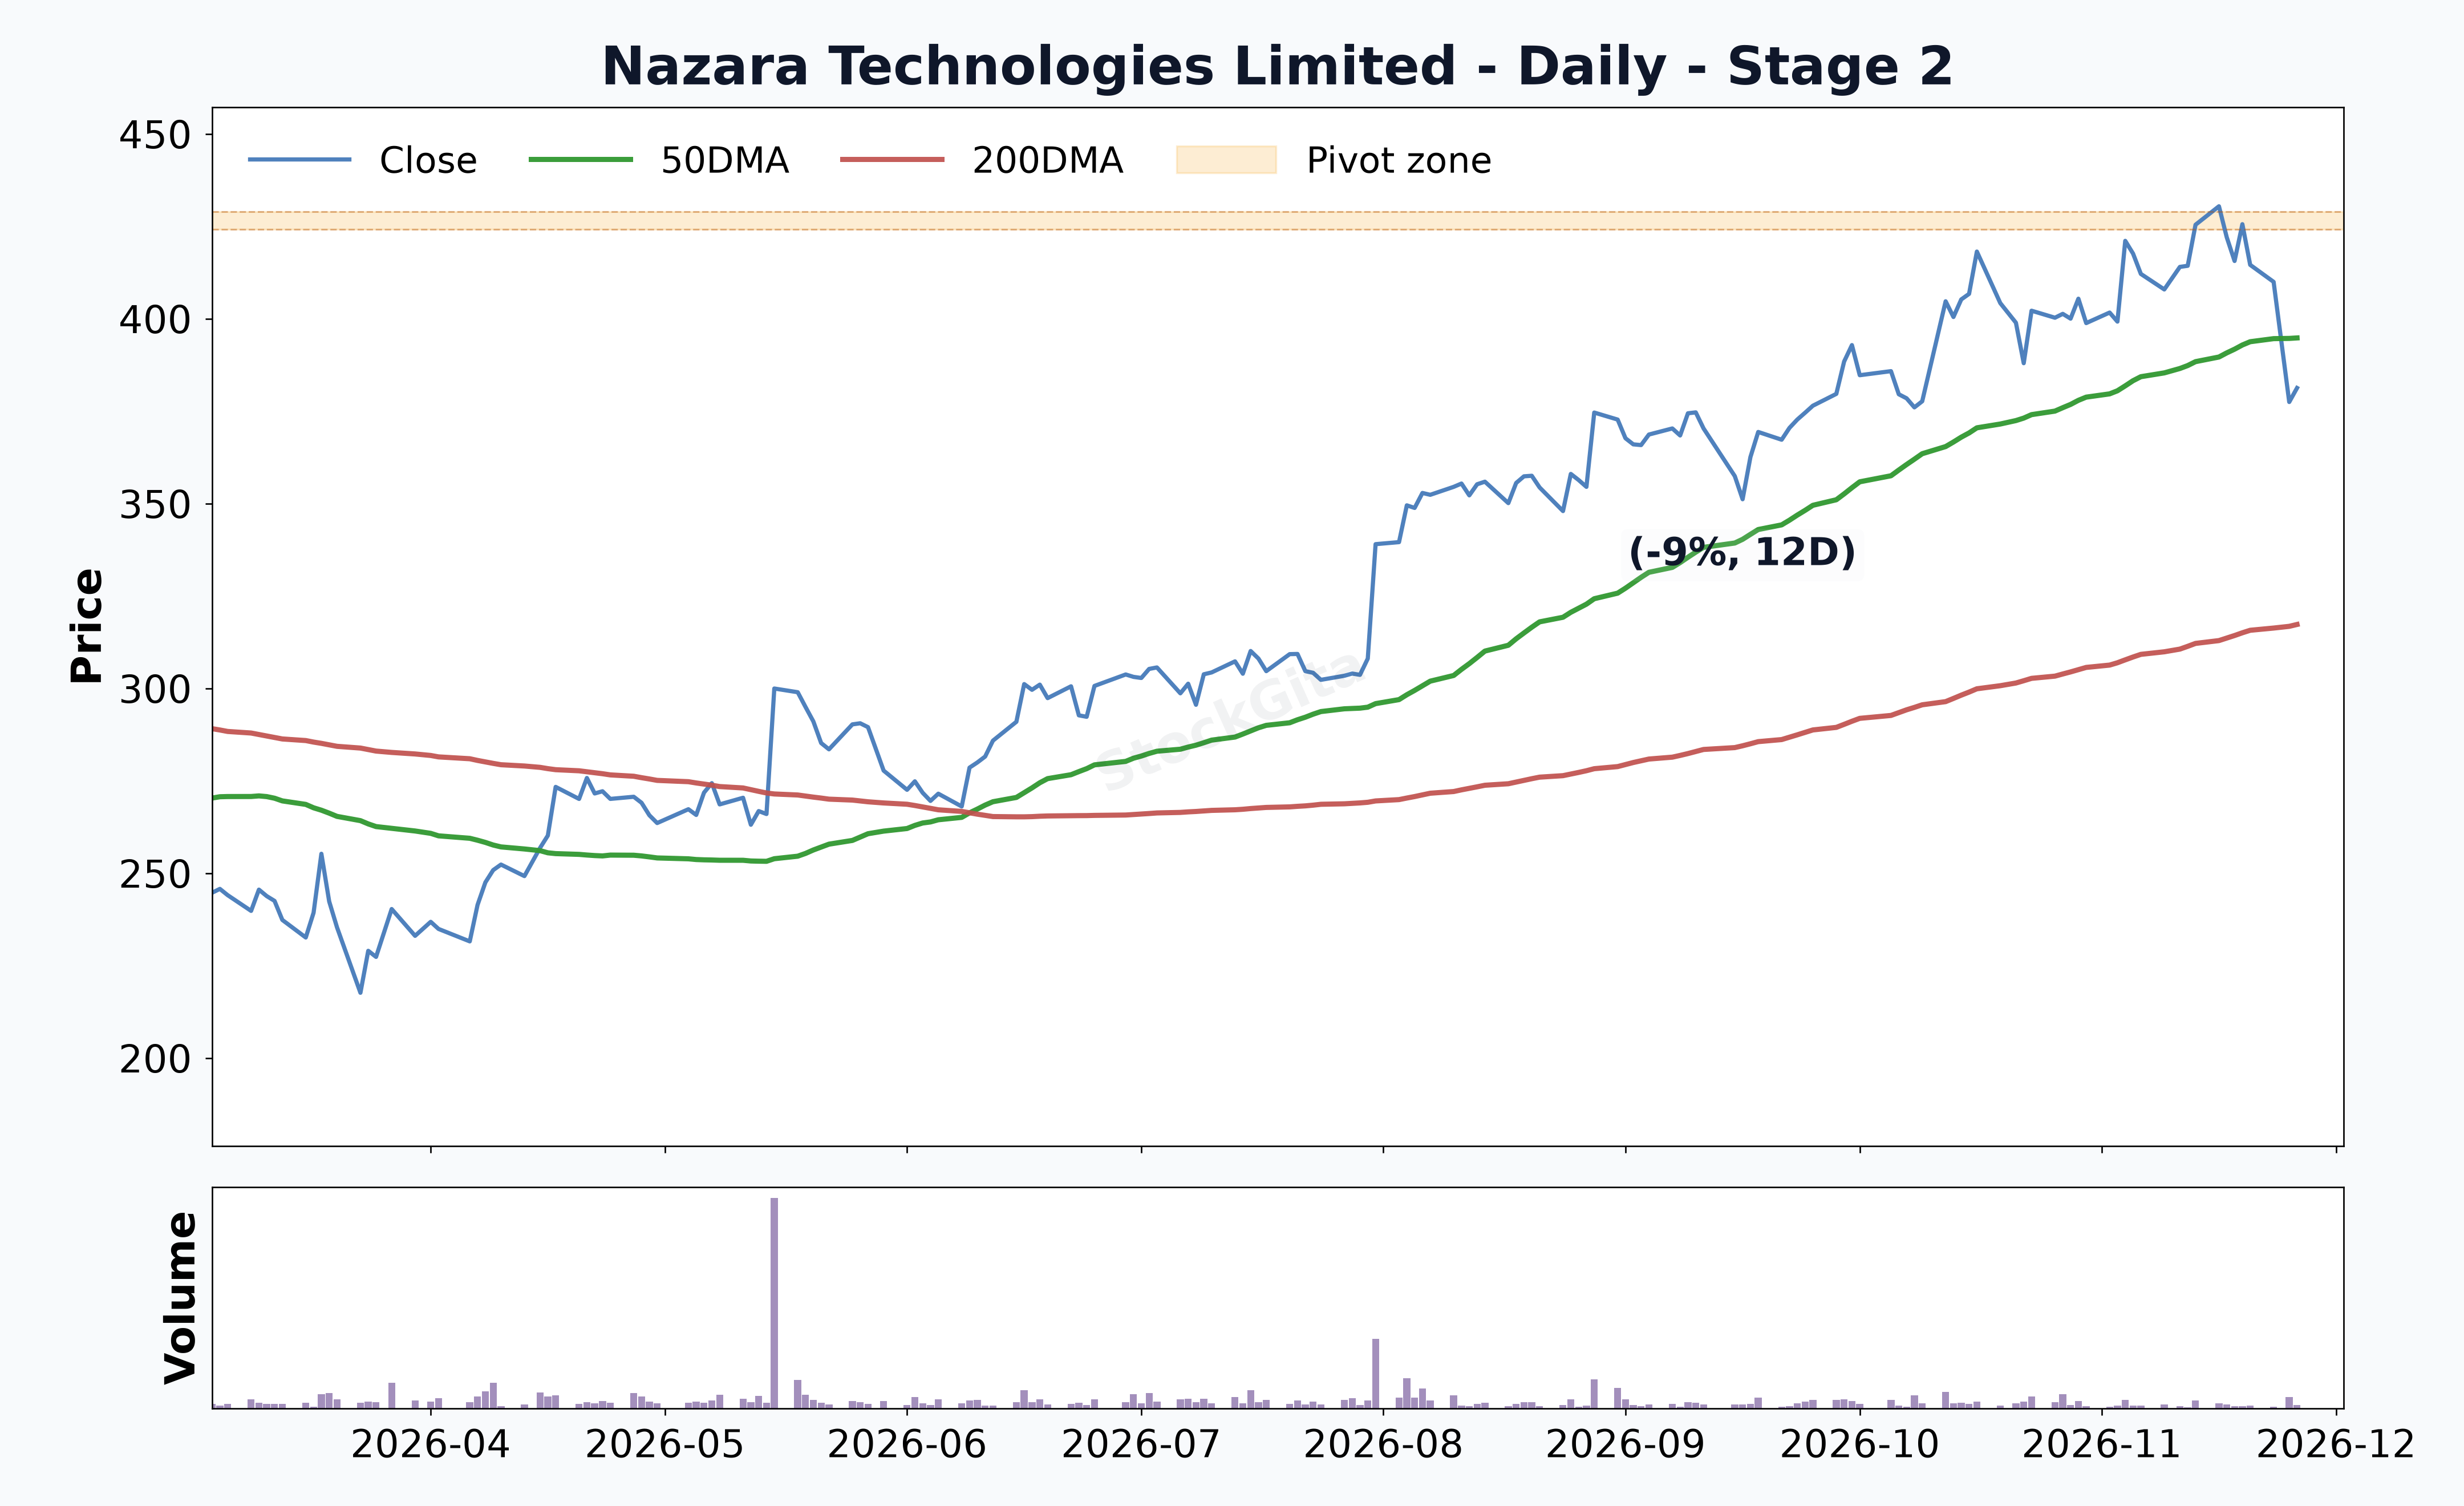 Nazara Technologies Limited - Daily - Stage 2
Close 50DMA 200DMA Pivot zone
450
400
350
300
250
200
Price
(-9%, 12D)
StockGita
Volume
2026-04 2026-05 2026-06 2026-07 2026-08 2026-09 2026-10 2026-11 2026-12